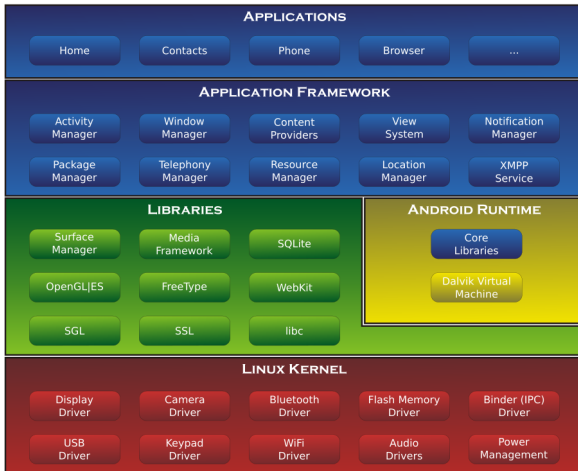 APPLICATIONS
Home Contacts Phone Browser ...
APPLICATION FRAMEWORK
Activity Manager Window Manager Content Providers View System Notification Manager
Package Manager Telephony Manager Resource Manager Location Manager XMPP Service
LIBRARIES
Surface Manager Media Framework SQLite
OpenGL|ES FreeType WebKit
SGL SSL libc
ANDROID RUNTIME
Core Libraries
Dalvik Virtual Machine
LINUX KERNEL
Display Driver Camera Driver Bluetooth Driver Flash Memory Driver Binder (IPC) Driver
USB Driver Keypad Driver WiFi Driver Audio Drivers Power Management